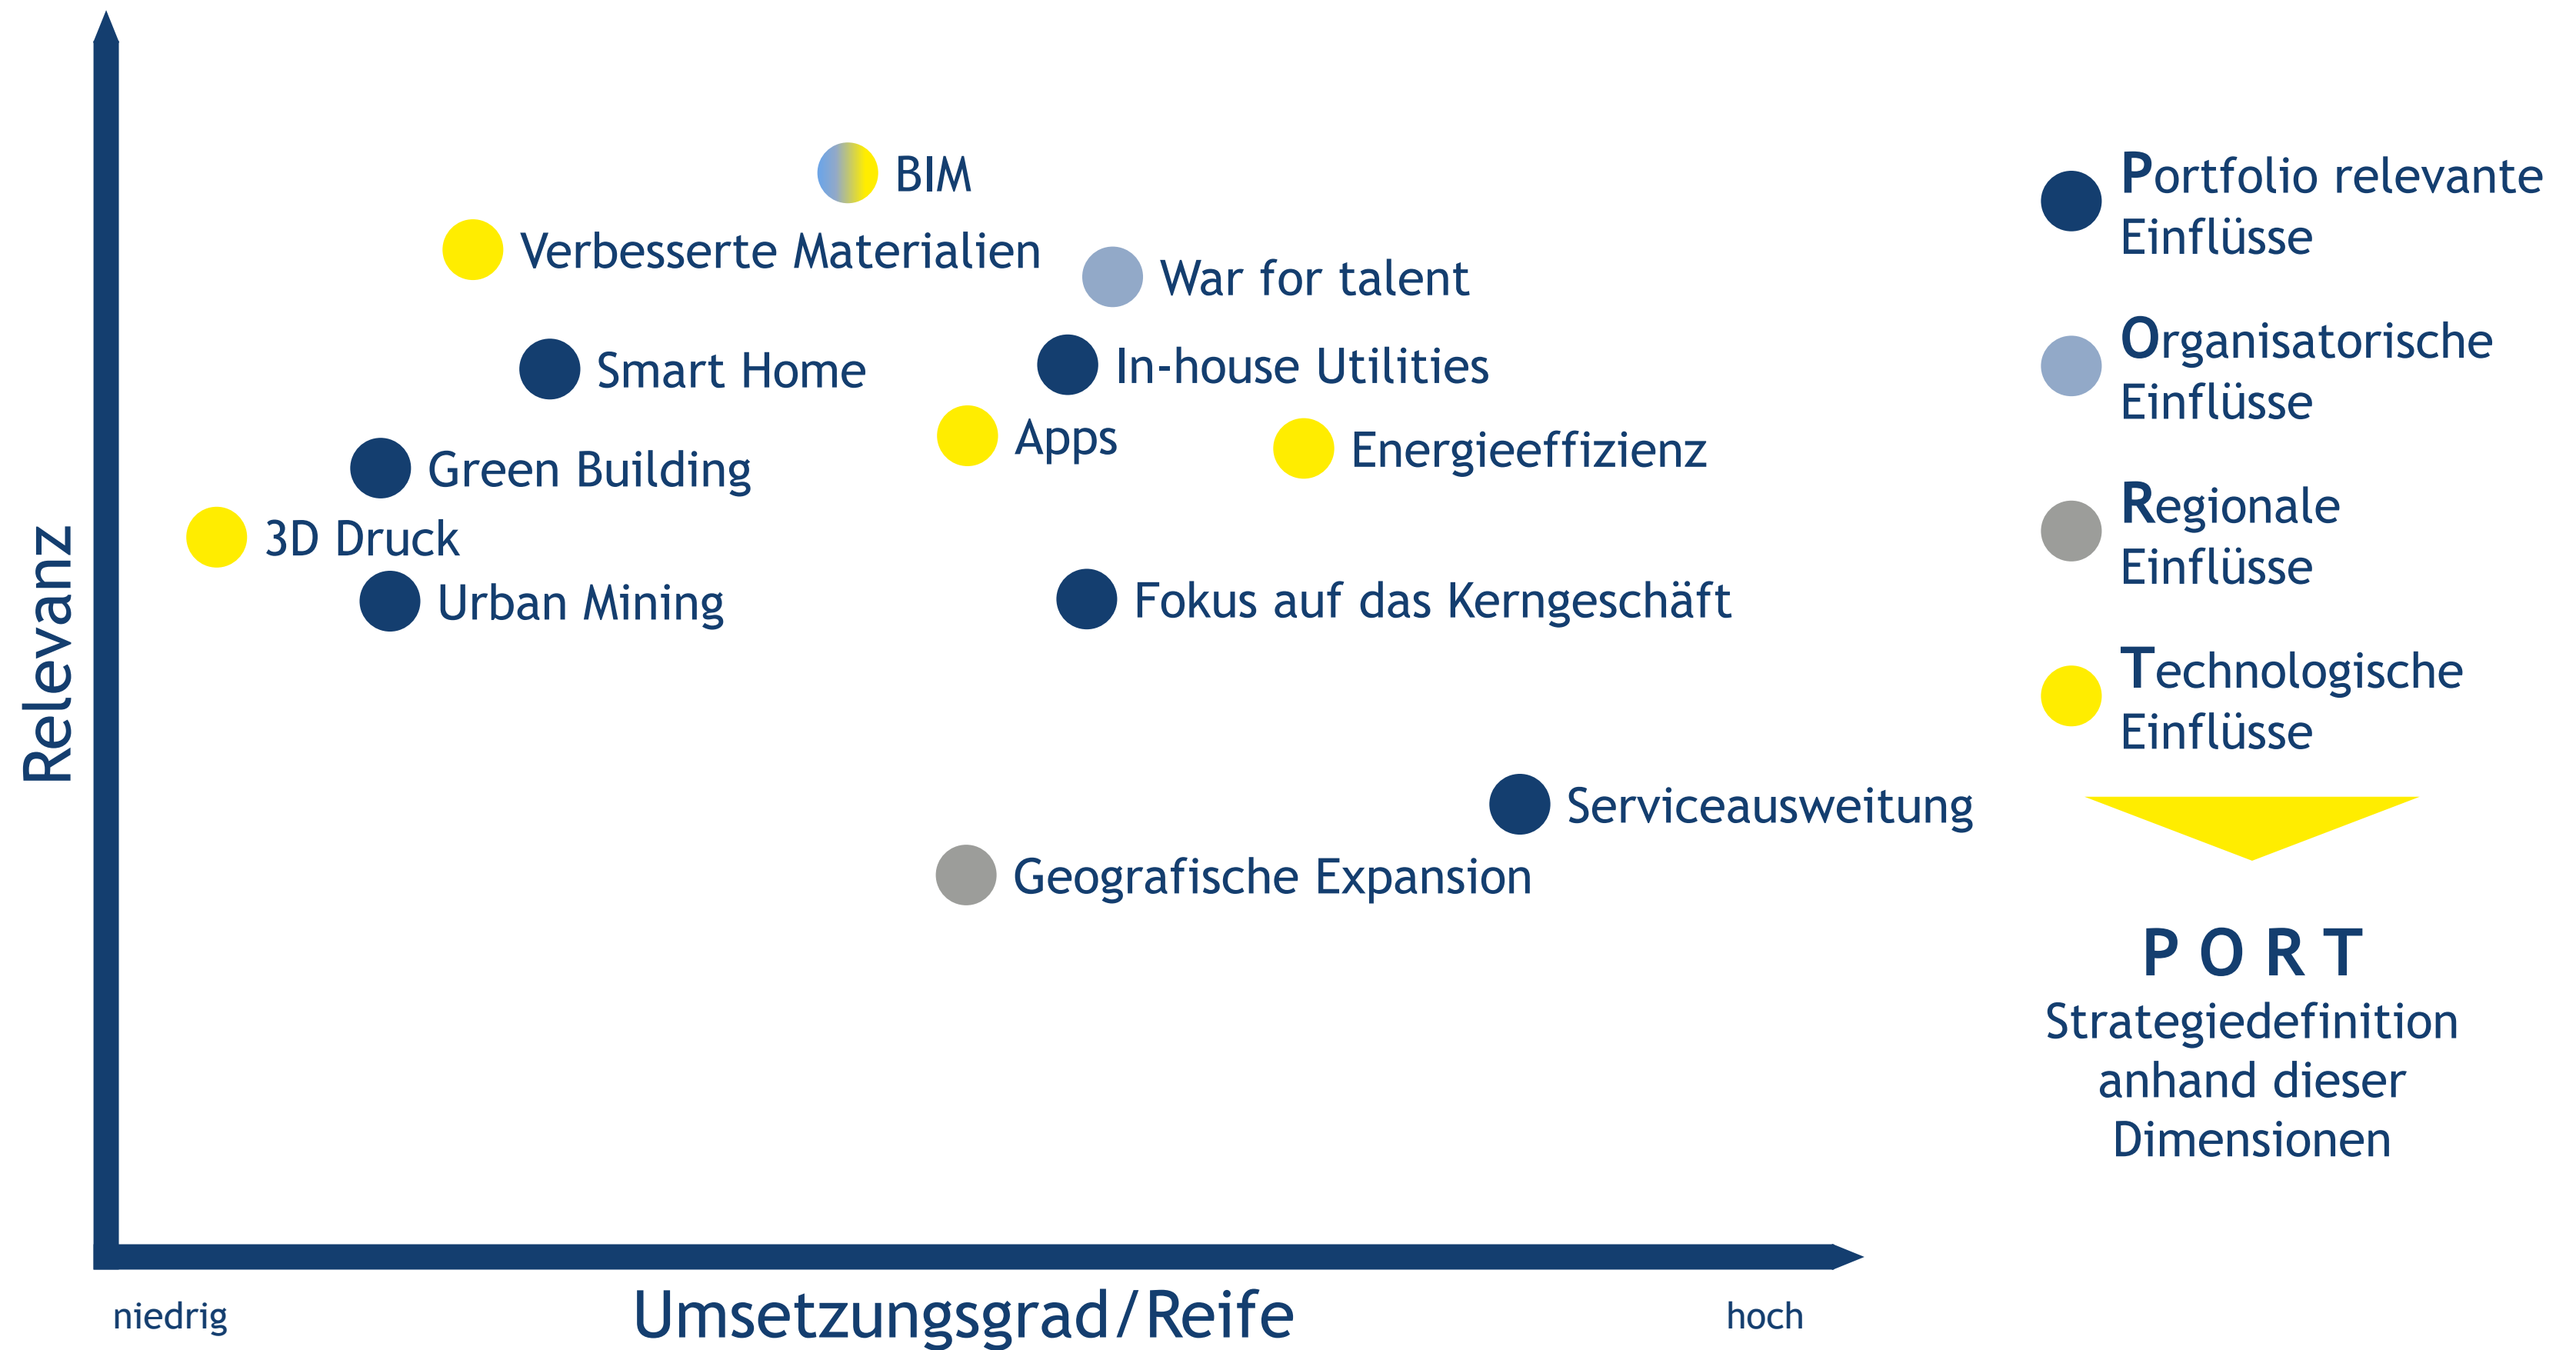 BIM
Verbesserte Materialien
War for talent
Smart Home
In-house Utilities
Apps
Energieeffizienz
Green Building
3D Druck
Urban Mining
Fokus auf das Kerngeschäft
Serviceausweitung
Geografische Expansion
Relevanz
niedrig
Umsetzungsgrad/Reife
hoch
Portfolio relevante
Einflüsse
Organisatorische
Einflüsse
Regionale
Einflüsse
Technologische
Einflüsse
PORT
Strategiedefinition
anhand dieser
Dimensionen